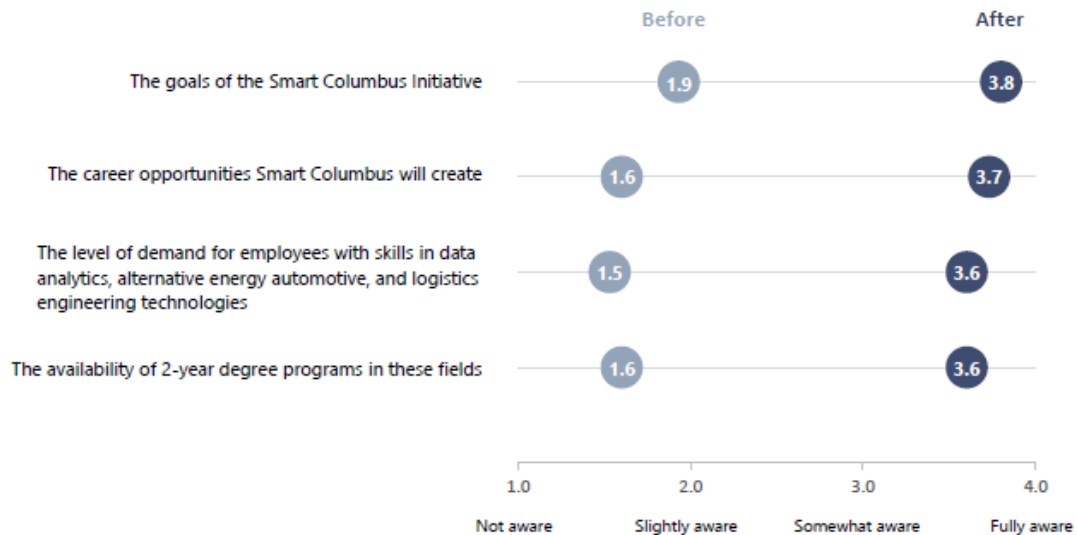 Before After
The goals of the Smart Columbus Initiative 1.9 3.8
The career opportunities Smart Columbus will create 1.6 3.7
The level of demand for employees with skills in data
analytics, alternative energy automotive, and logistics 1.5 3.6
engineering technologies
The availability of 2-year degree programs in these fields 1.6 3.6
1.0 2.0 3.0 4.0
Not aware Slightly aware Somewhat aware Fully aware